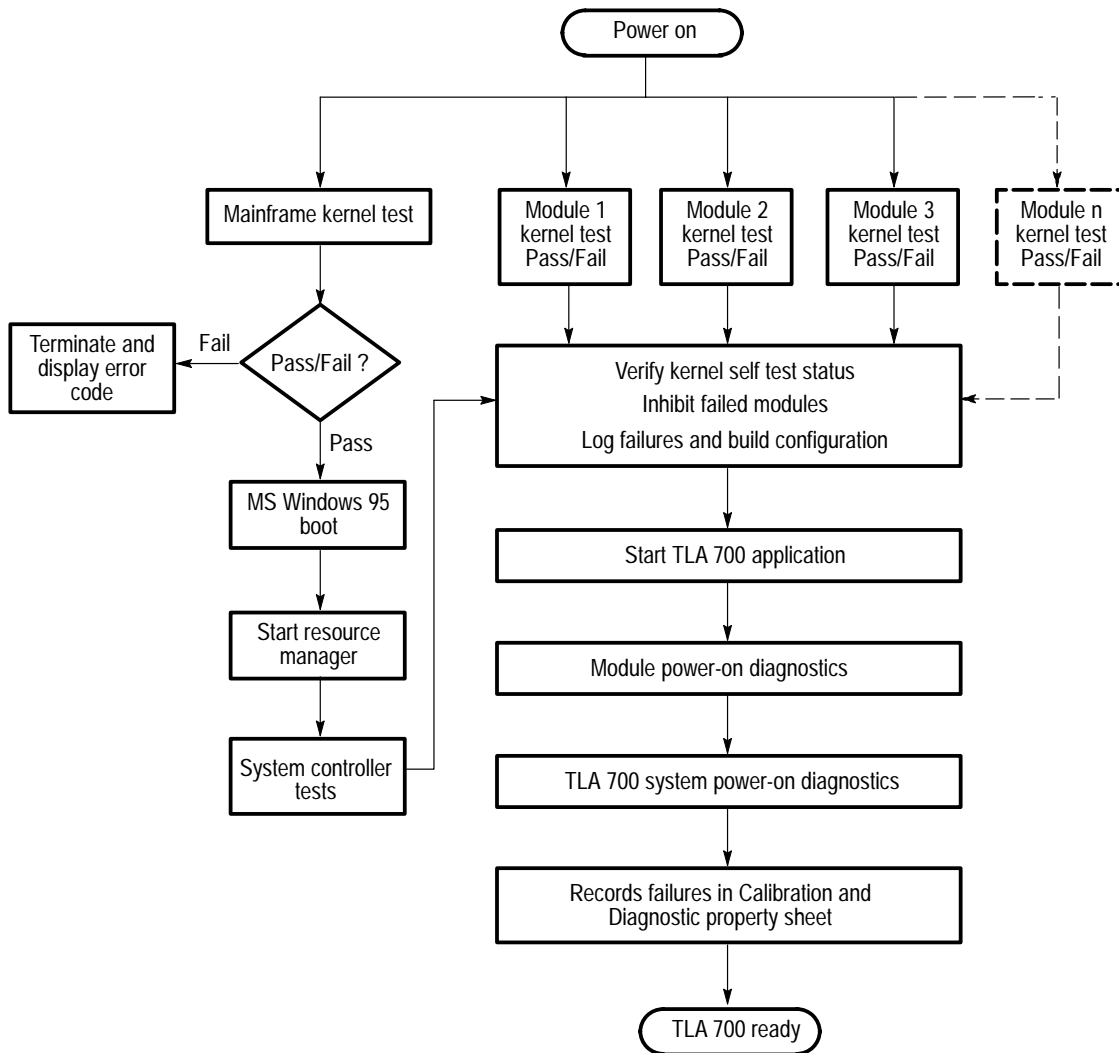 Power on
Mainframe kernel test
Module 1
kernel test
Pass/Fail
Module 2
kernel test
Pass/Fail
Module 3
kernel test
Pass/Fail
Module n
kernel test
Pass/Fail
Terminate and
display error
code
Fail
Pass/Fail ?
Pass
MS Windows 95
boot
Start resource
manager
System controller
tests
Verify kernel self test status
Inhibit failed modules
Log failures and build configuration
Start TLA 700 application
Module power-on diagnostics
TLA 700 system power-on diagnostics
Records failures in Calibration and
Diagnostic property sheet
TLA 700 ready